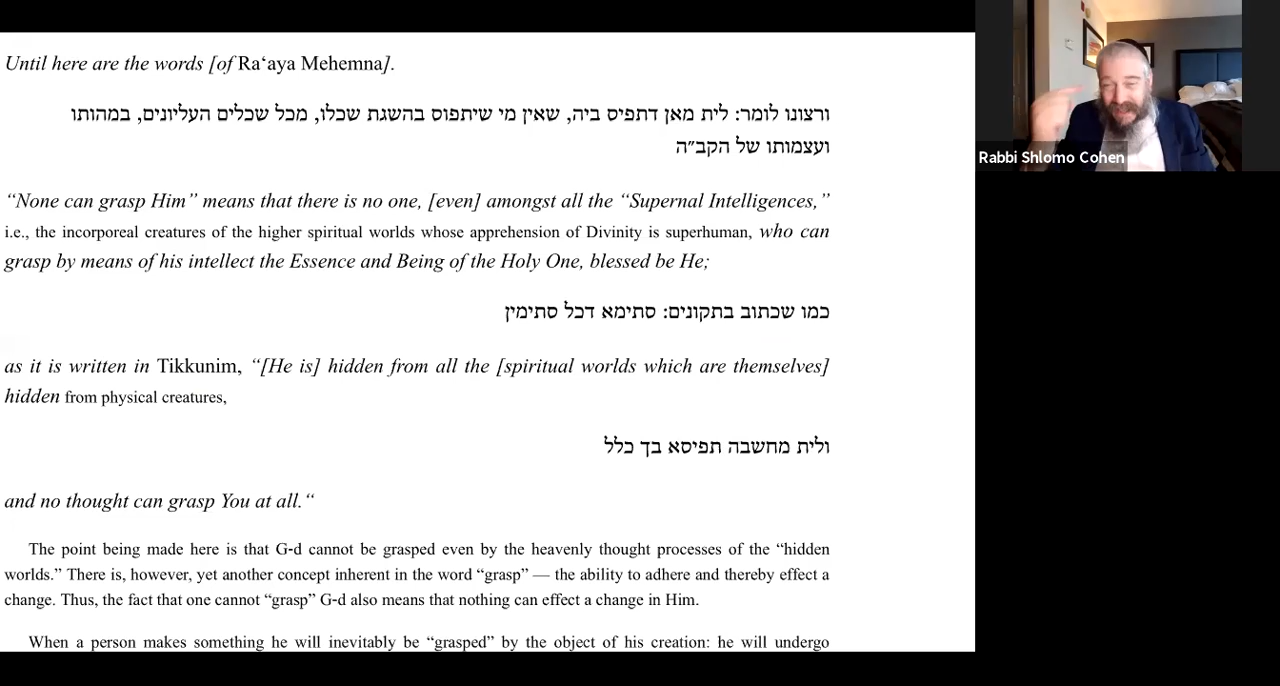 Until here are the words [of Ra‘aya Mehemna].
ורצונו לומר: לית מאן דתפיס ביה, שאין מי שיתפוס בהשגת שכלו, מכל שכלים העליונים, במהותו
ועצמותו של הקב״ה
“None can grasp Him” means that there is no one, [even] amongst all the “Supernal Intelligences,”
i.e., the incorporeal creatures of the higher spiritual worlds whose apprehension of Divinity is superhuman, who can
grasp by means of his intellect the Essence and Being of the Holy One, blessed be He;
כמו שכתוב בתקונים: סתימא דכל סתימין
as it is written in Tikkunim, “[He is] hidden from all the [spiritual worlds which are themselves]
hidden from physical creatures,
ולית מחשבה תפיסא בך כלל
and no thought can grasp You at all.“
The point being made here is that G-d cannot be grasped even by the heavenly thought processes of the “hidden
worlds.” There is, however, yet another concept inherent in the word “grasp” — the ability to adhere and thereby effect a
change. Thus, the fact that one cannot “grasp” G-d also means that nothing can effect a change in Him.
When a person makes something he will inevitably be “grasped” by the object of his creation: he will undergo
Rabbi Shlomo Cohen